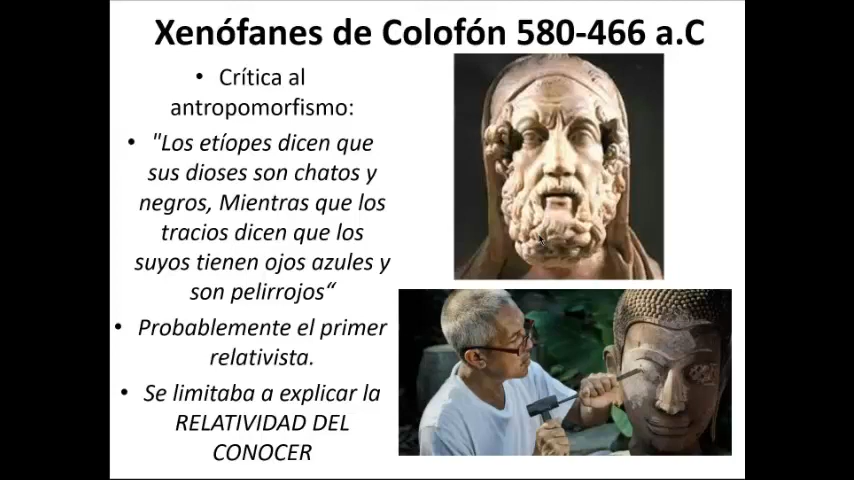 Xenófanes de Colofón 580-466 a.C
• Crítica al
antropomorfismo:
• "Los etíopes dicen que
sus dioses son chatos y
negros, Mientras que los
tracios dicen que los
suyos tienen ojos azules y
son pelirrojos“
• Probablemente el primer
relativista.
• Se limitaba a explicar la
RELATIVIDAD DEL
CONOCER